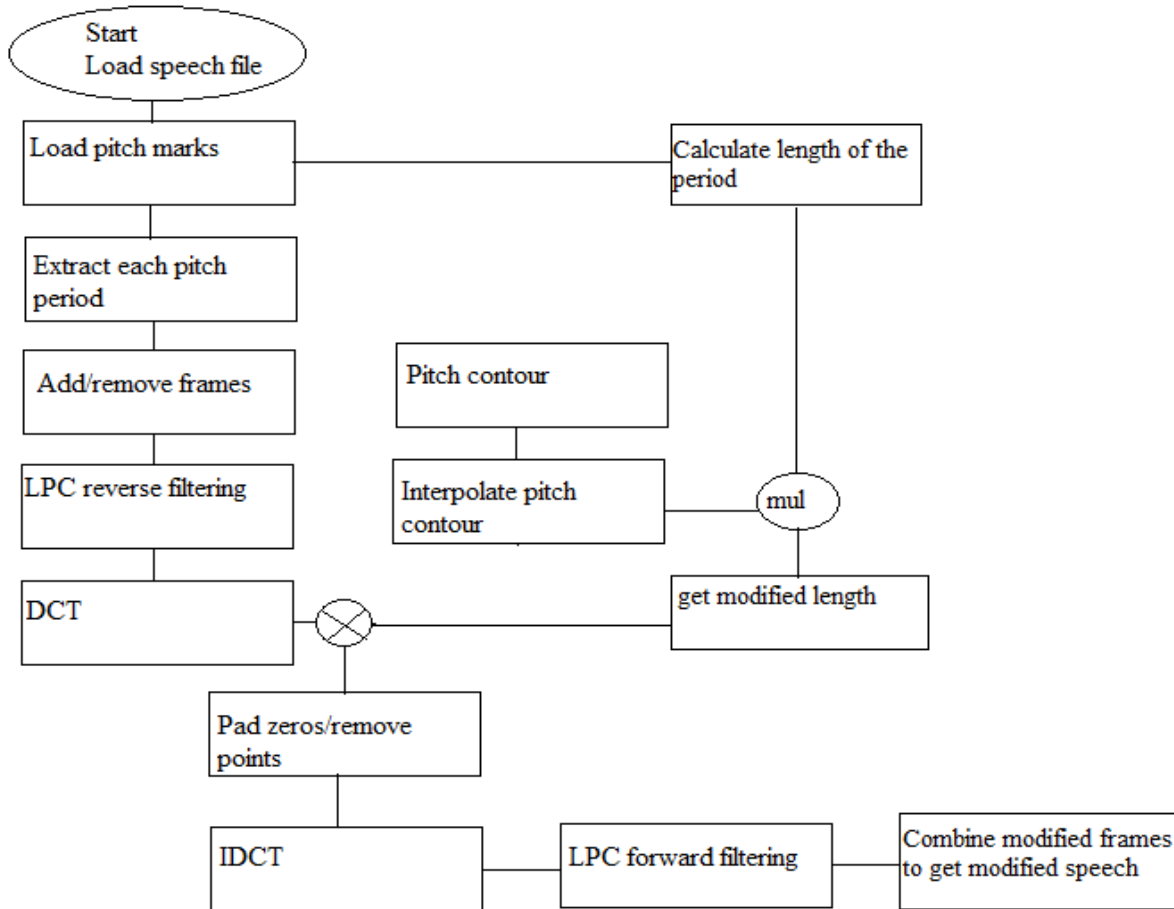 Start
Load speech file
Load pitch marks
Calculate length of the
period
Extract each pitch
period
Add/remove frames
Pitch contour
LPC reverse filtering
Interpolate pitch
contour
mul
DCT
get modified length
Pad zeros/remove
points
IDCT
LPC forward filtering
Combine modified frames
to get modified speech